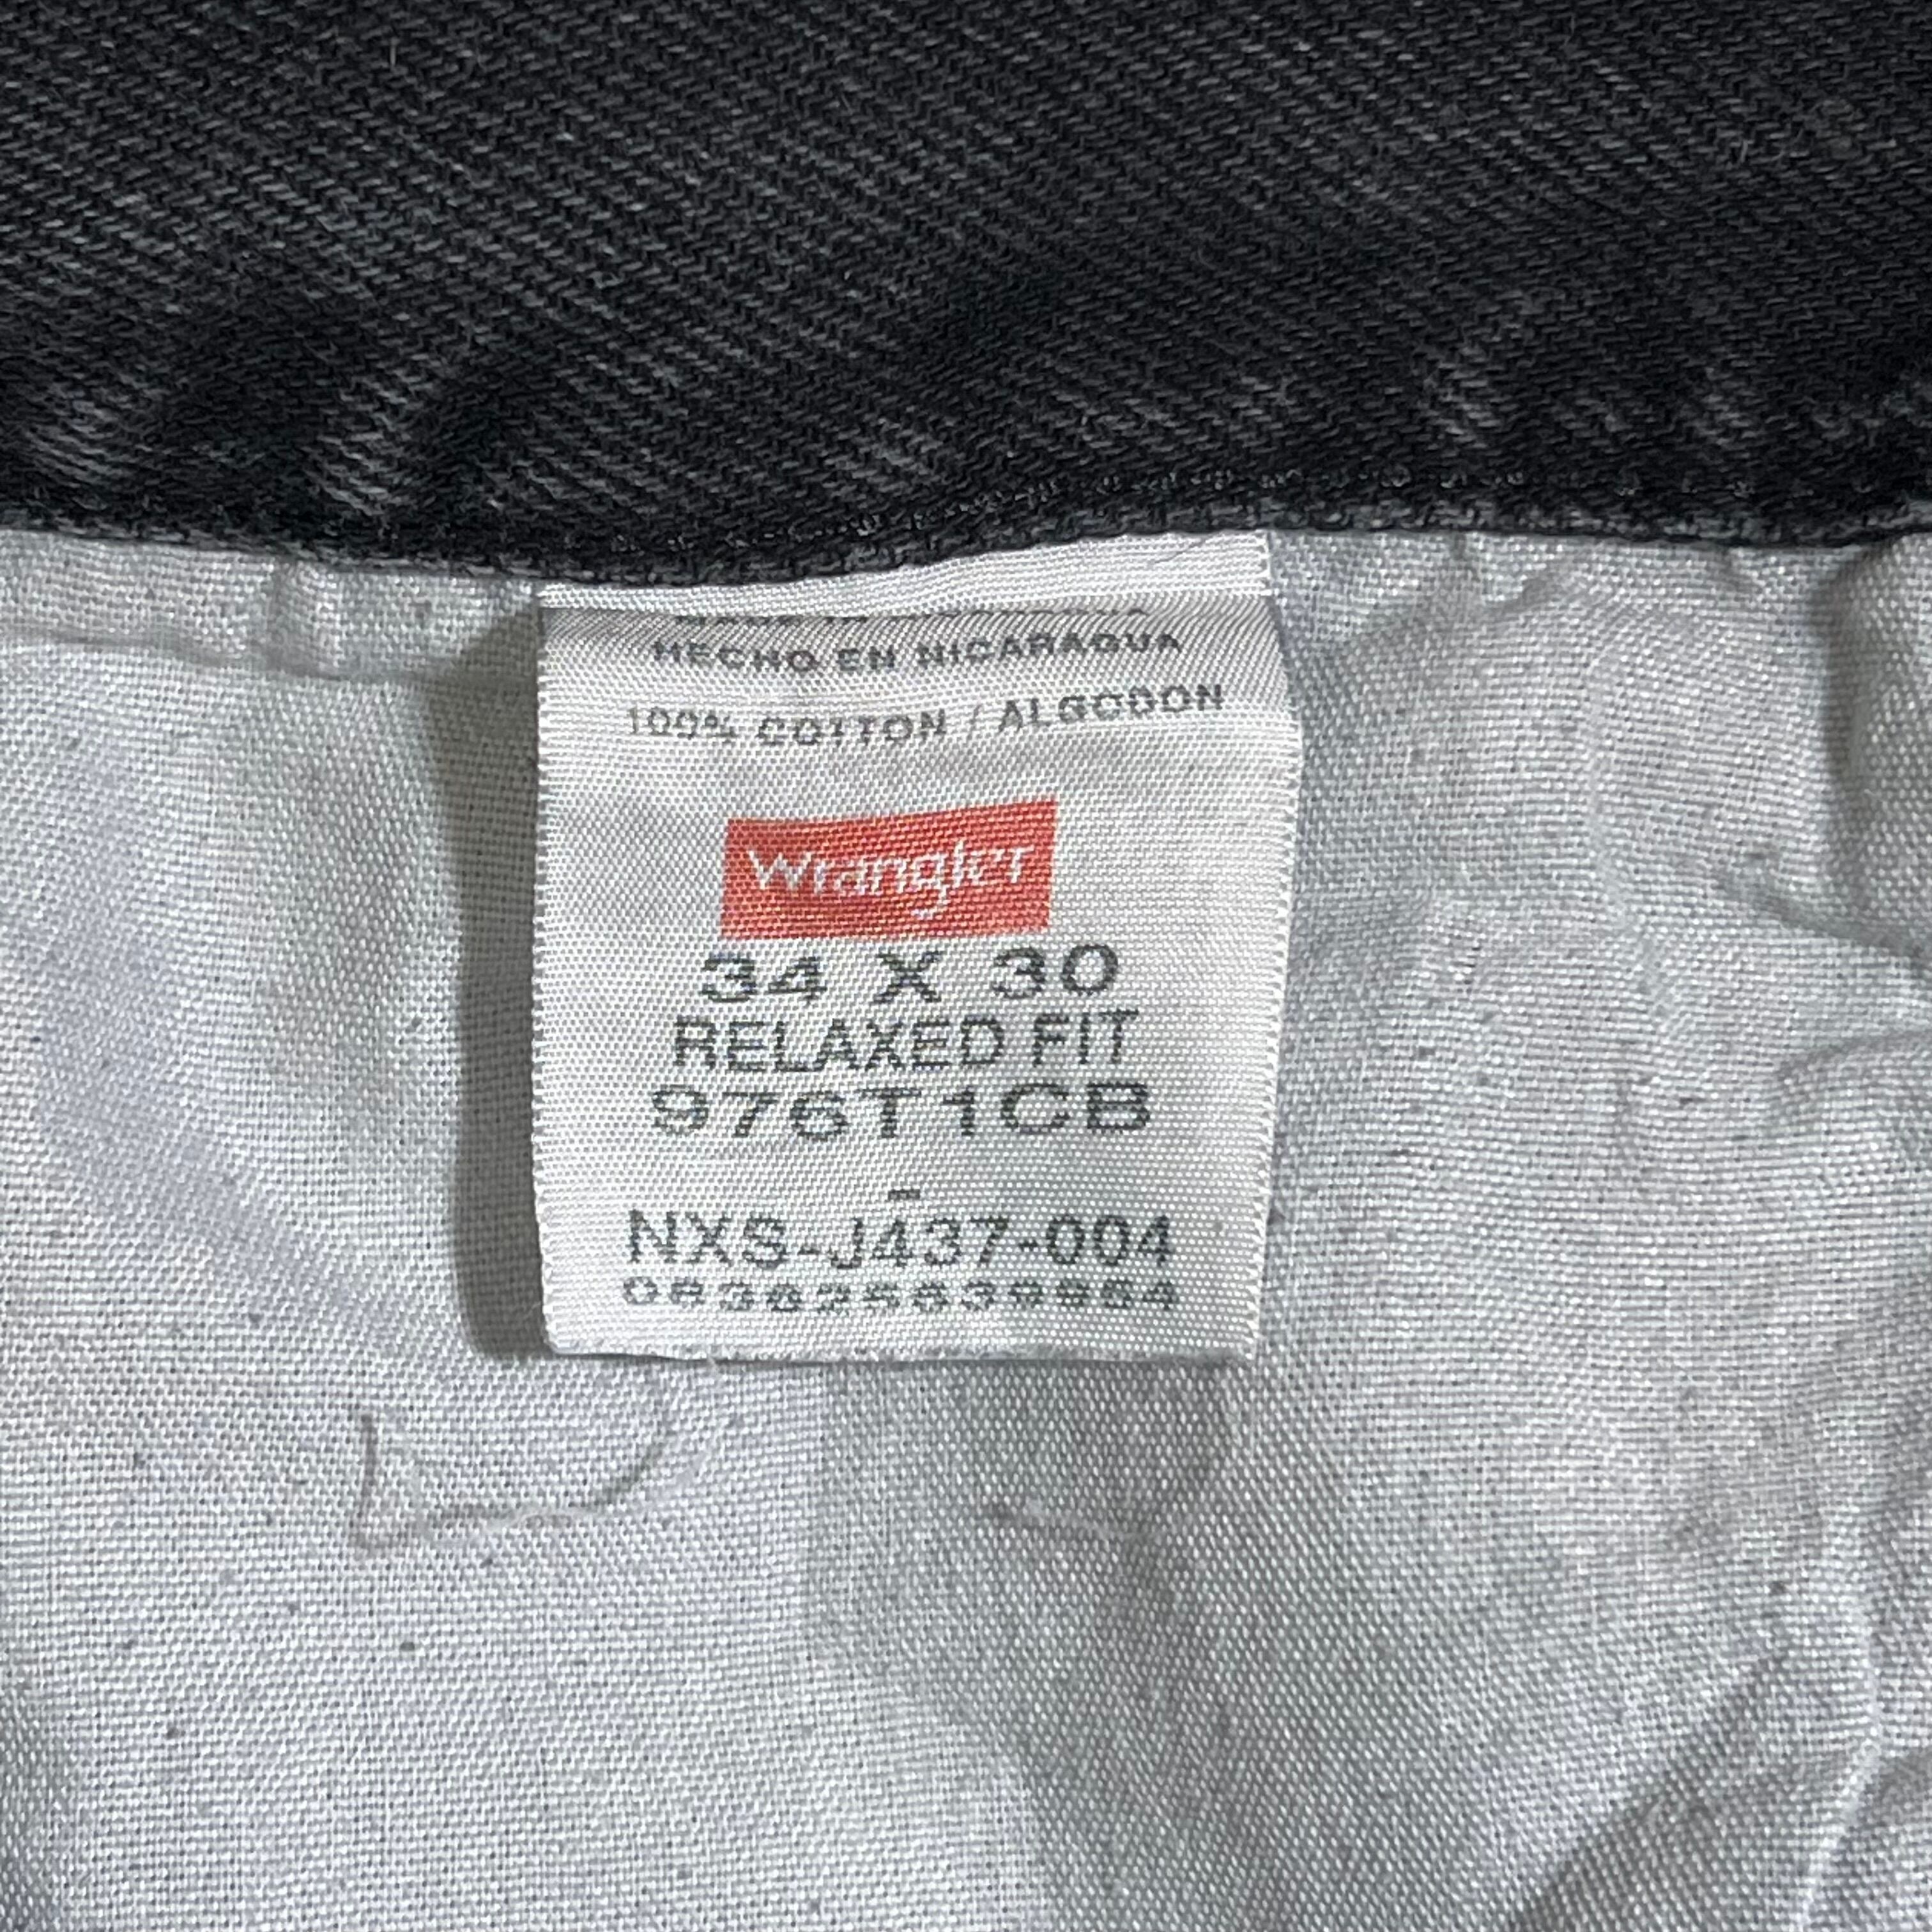 HECHO EN NICARAGUA
100% COTTON / ALGODON
Wrangler
34 X 30
RELAXED FIT
976T1CB
-
NXS-J437-004